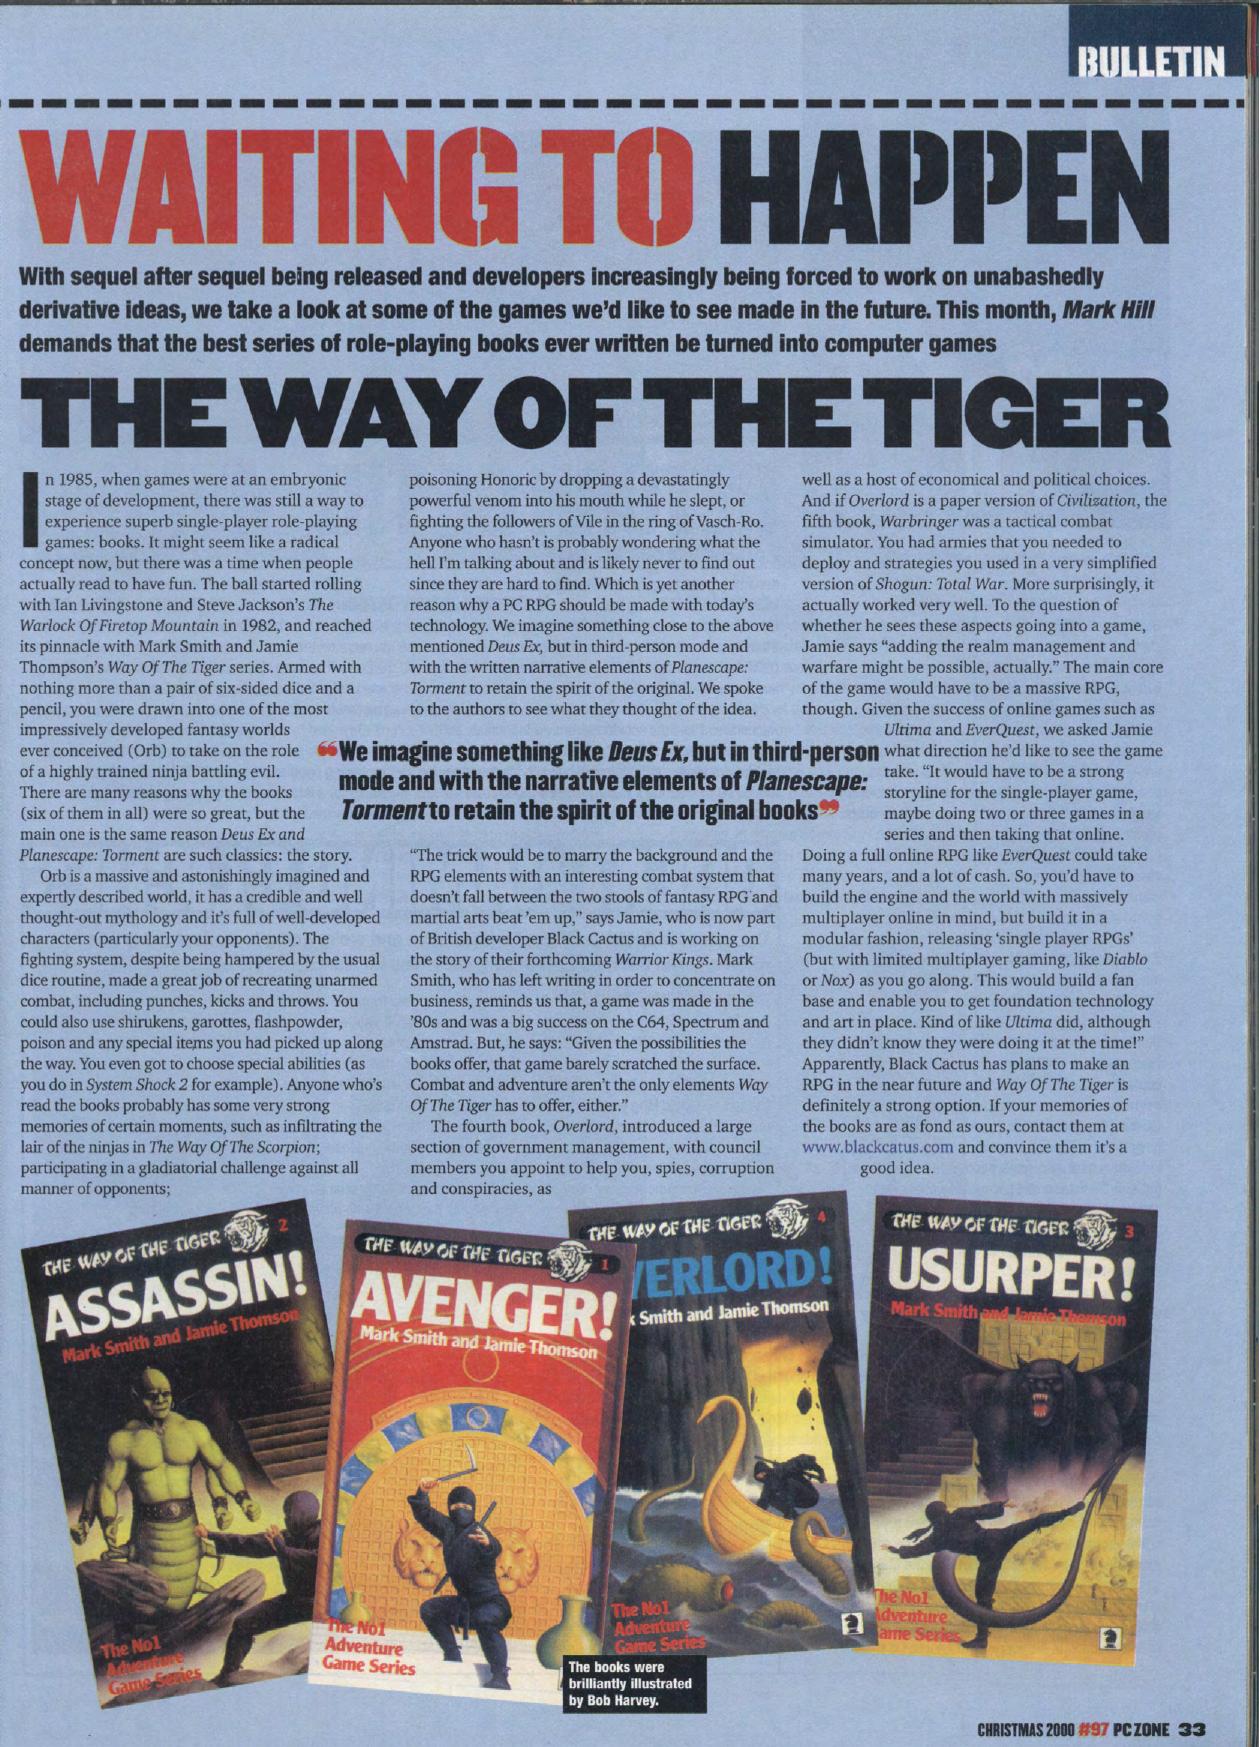 BULLETIN
WAITING TO HAPPEN
With sequel after sequel being released and developers increasingly being forced to work on unabashedly
derivative ideas, we take a look at some of the games we'd like to see made in the future. This month, Mark Hill
demands that the best series of role-playing books ever written be turned into computer games
THE WAY OF THE TIGER
In 1985, when games were at an embryonic
stage of development, there was still a way to
experience superb single-player role-playing
games: books. It might seem like a radical
concept now, but there was a time when people
actually read to have fun. The ball started rolling
with Ian Livingstone and Steve Jackson's The
Warlock Of Firetop Mountain in 1982, and reached
its pinnacle with Mark Smith and Jamie
Thompson's Way Of The Tiger series. Armed with
nothing more than a pair of six-sided dice and a
pencil, you were drawn into one of the most
impressively developed fantasy worlds
ever conceived (Orb) to take on the role
of a highly trained ninja battling evil.
There are many reasons why the books
(six of them in all) were so great, but the
main one is the same reason Deus Ex and
Planescape: Torment are such classics: the story.
Orb is a massive and astonishingly imagined and
expertly described world, it has a credible and well
thought-out mythology and it's full of well-developed
characters (particularly your opponents). The
fighting system, despite being hampered by the usual
dice routine, made a great job of recreating unarmed
combat, including punches, kicks and throws. You
could also use shirukens, garottes, flashpowder,
poison and any special items you had picked up along
the way. You even got to choose special abilities (as
you do in System Shock 2 for example). Anyone who's
read the books probably has some very strong
memories of certain moments, such as infiltrating the
lair of the ninjas in The Way Of The Scorpion;
participating in a gladiatorial challenge against all
manner of opponents;
poisoning Honoric by dropping a devastatingly
powerful venom into his mouth while he slept, or
fighting the followers of Vile in the ring of Vasch-Ro.
Anyone who hasn't is probably wondering what the
hell I'm talking about and is likely never to find out
since they are hard to find. Which is yet another
reason why a PC RPG should be made with today's
technology. We imagine something close to the above
mentioned Deus Ex, but in third-person mode and
with the written narrative elements of Planescape:
Torment to retain the spirit of the original. We spoke
to the authors to see what they thought of the idea.
“We imagine something like Deus Ex, but in third-person
mode and with the narrative elements of Planescape:
Torment to retain the spirit of the original books”
"The trick would be to marry the background and the
RPG elements with an interesting combat system that
doesn't fall between the two stools of fantasy RPG and
martial arts beat 'em up," says Jamie, who is now part
of British developer Black Cactus and is working on
the story of their forthcoming Warrior Kings. Mark
Smith, who has left writing in order to concentrate on
business, reminds us that, a game was made in the
'80s and was a big success on the C64, Spectrum and
Amstrad. But, he says: "Given the possibilities the
books offer, that game barely scratched the surface.
Combat and adventure aren't the only elements Way
Of The Tiger has to offer, either."
The fourth book, Overlord, introduced a large
section of government management, with council
members you appoint to help you, spies, corruption
and conspiracies, as
well as a host of economical and political choices.
And if Overlord is a paper version of Civilization, the
fifth book, Warbringer was a tactical combat
simulator. You had armies that you needed to
deploy and strategies you used in a very simplified
version of Shogun: Total War. More surprisingly, it
actually worked very well. To the question of
whether he sees these aspects going into a game,
Jamie says "adding the realm management and
warfare might be possible, actually." The main core
of the game would have to be a massive RPG,
though. Given the success of online games such as
Ultima and EverQuest, we asked Jamie
what direction he'd like to see the game
take. "It would have to be a strong
storyline for the single-player game,
maybe doing two or three games in a
series and then taking that online.
Doing a full online RPG like EverQuest could take
many years, and a lot of cash. So, you'd have to
build the engine and the world with massively
multiplayer online in mind, but build it in a
modular fashion, releasing 'single player RPGs'
(but with limited multiplayer gaming, like Diablo
or Nox) as you go along. This would build a fan
base and enable you to get foundation technology
and art in place. Kind of like Ultima did, although
they didn't know they were doing it at the time!"
Apparently, Black Cactus has plans to make an
RPG in the near future and Way Of The Tiger is
definitely a strong option. If your memories of
the books are as fond as ours, contact them at
www.blackcatus.com and convince them it's a
good idea.
THE WAY OF THE TIGER 2
ASSASSIN!
Mark Smith and Jamie Thomson
The No1
Adventure
Game Series
THE WAY OF THE TIGER 1
AVENGER!
Mark Smith and Jamie Thomson
The No1
Adventure
Game Series
THE WAY OF THE TIGER 4
VERLORD!
k Smith and Jamie Thomson
The No1
Adventure
Game Series
THE WAY OF THE TIGER 3
USURPER!
Mark Smith and Jamie Thomson
The No1
Adventure
ame Series
The books were
brilliantly illustrated
by Bob Harvey.
CHRISTMAS 2000 #97 PC ZONE 33